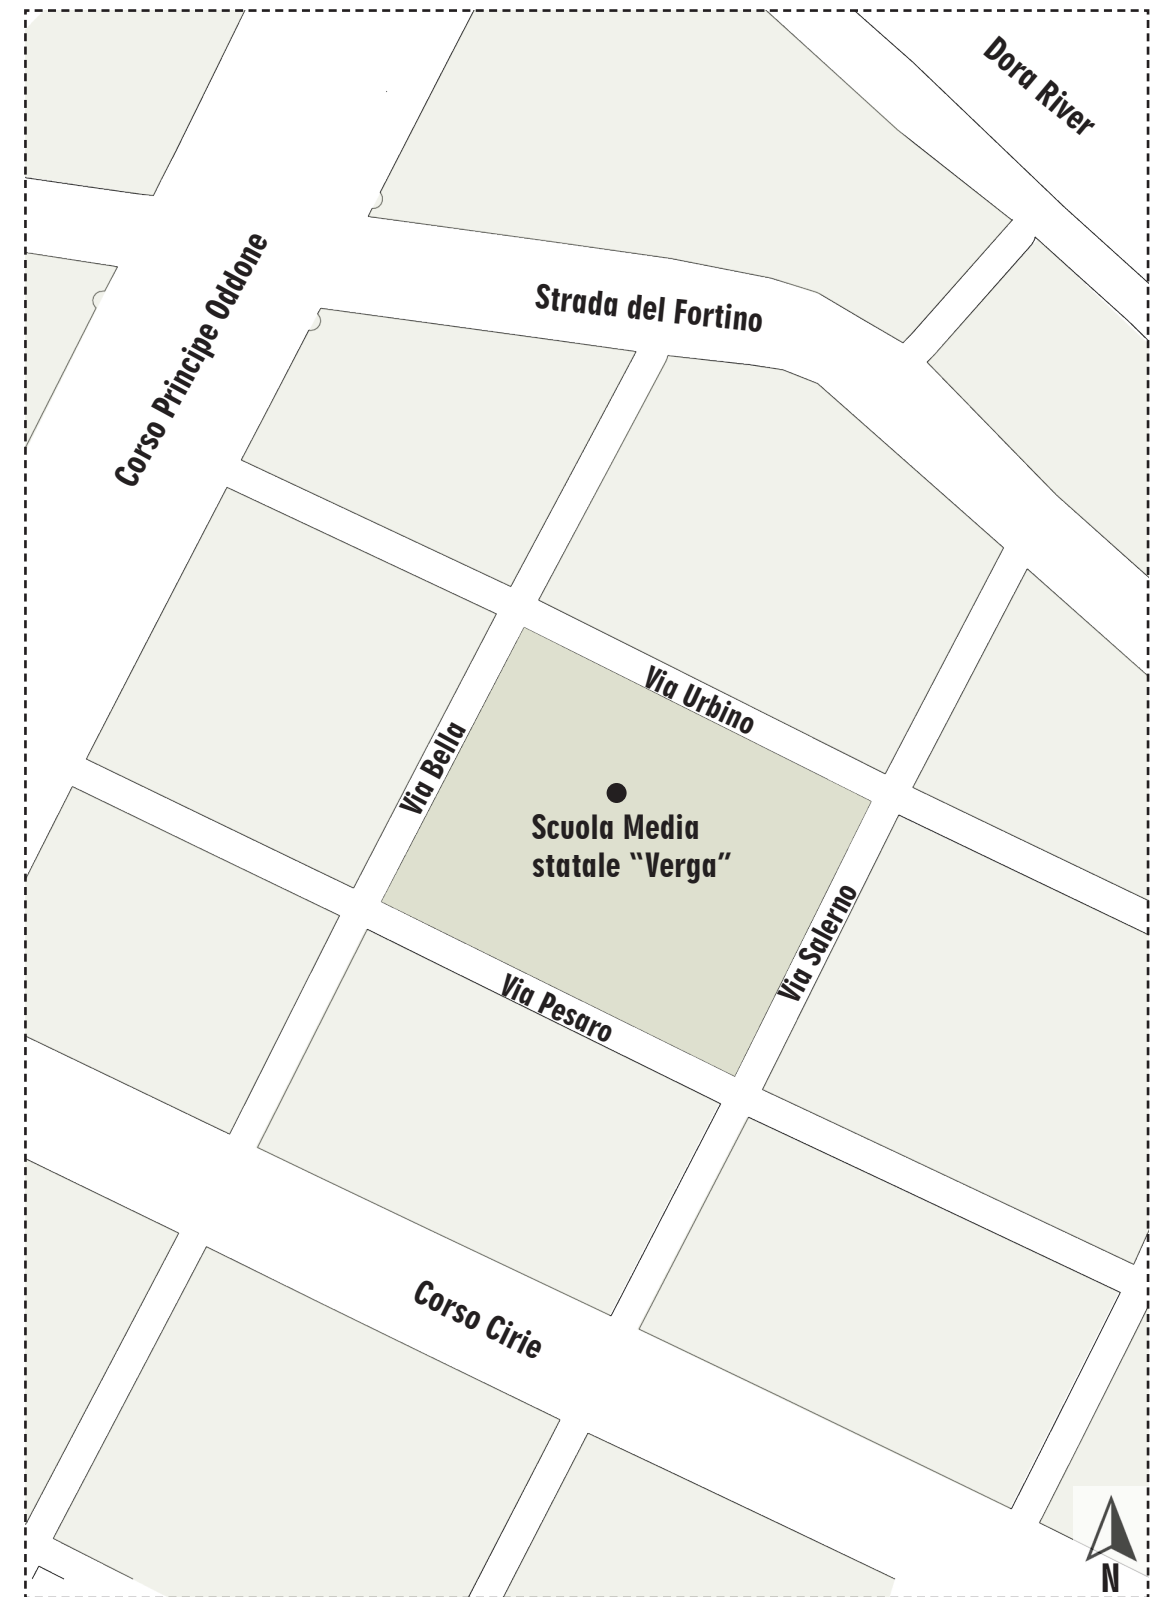 Dora River
Corso Principe Oddone
Strada del Fortino
Via Urbino
Via Bella
Scuola Media
statale “Verga”
Via Salerno
Via Pesaro
Corso Cirie
N